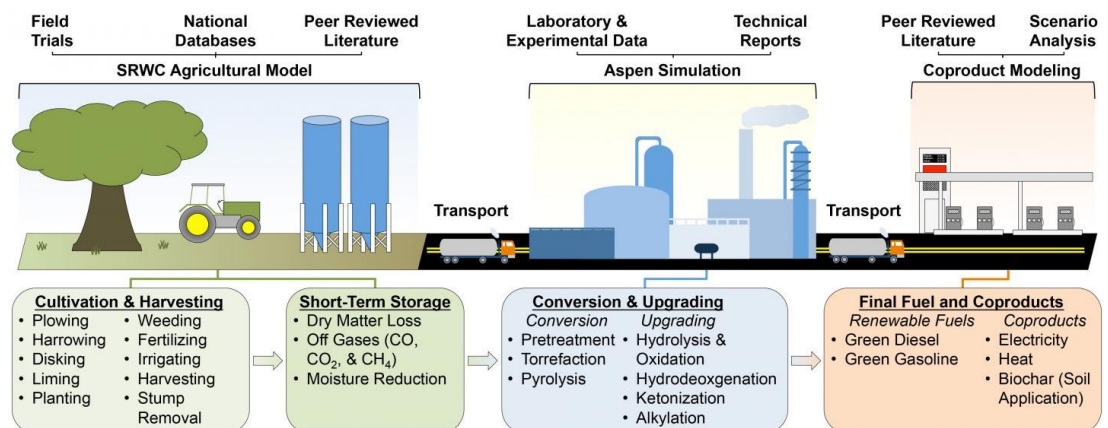 Field Trials
National Databases
Peer Reviewed Literature
SRWC Agricultural Model
Laboratory & Experimental Data
Technical Reports
Aspen Simulation
Peer Reviewed Literature
Scenario Analysis
Coproduct Modeling
Transport
Transport
Cultivation & Harvesting
• Plowing
• Harrowing
• Disking
• Liming
• Planting
• Weeding
• Fertilizing
• Irrigating
• Harvesting
• Stump
Removal
Short-Term Storage
• Dry Matter Loss
• Off Gases (CO,
CO₂, & CH₄)
• Moisture Reduction
Conversion & Upgrading
Conversion
• Pretreatment
• Torrefaction
• Pyrolysis
Upgrading
• Hydrolysis &
Oxidation
• Hydrodeoxgenation
• Ketonization
• Alkylation
Final Fuel and Coproducts
Renewable Fuels
• Green Diesel
• Green Gasoline
Coproducts
• Electricity
• Heat
• Biochar (Soil
Application)